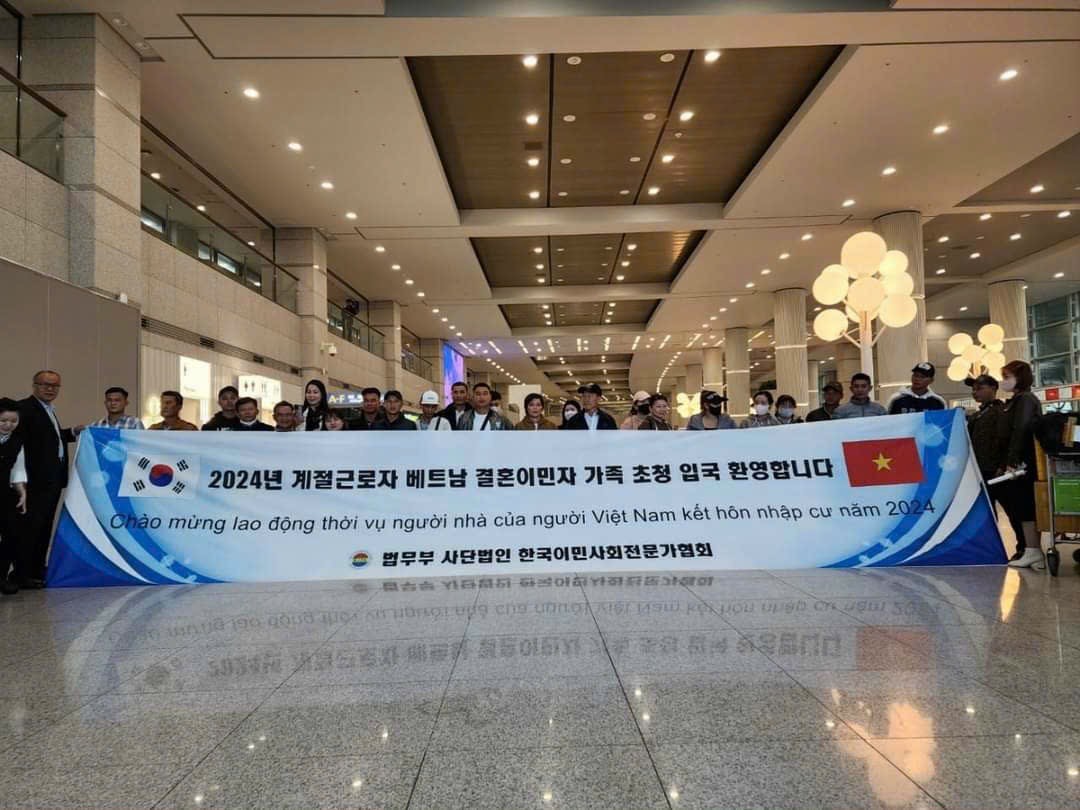 A-F
2024년 계절근로자 베트남 결혼이민자 가족 초청 입국 환영합니다
Chào mừng lao động thời vụ người nhà của người Việt Nam kết hôn nhập cư năm 2024
법무부 사단법인 한국이민사회전문가협회